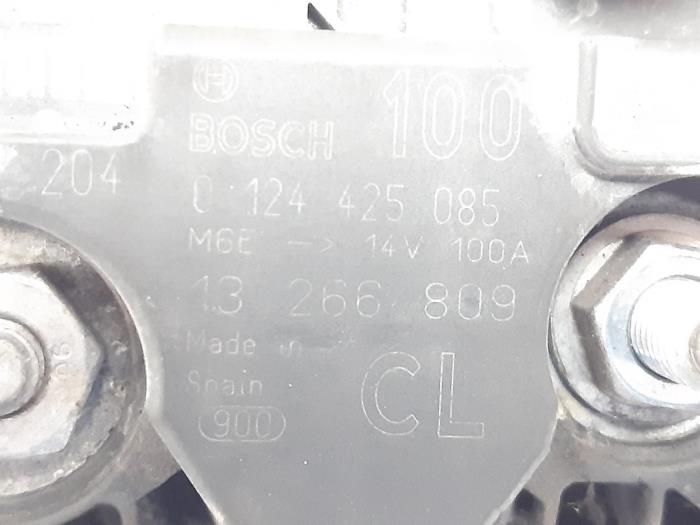 BOSCH 100
204
0 124 425 085
M6E -> 14V 100A
13 266 809
Made in
Spain
900 CL